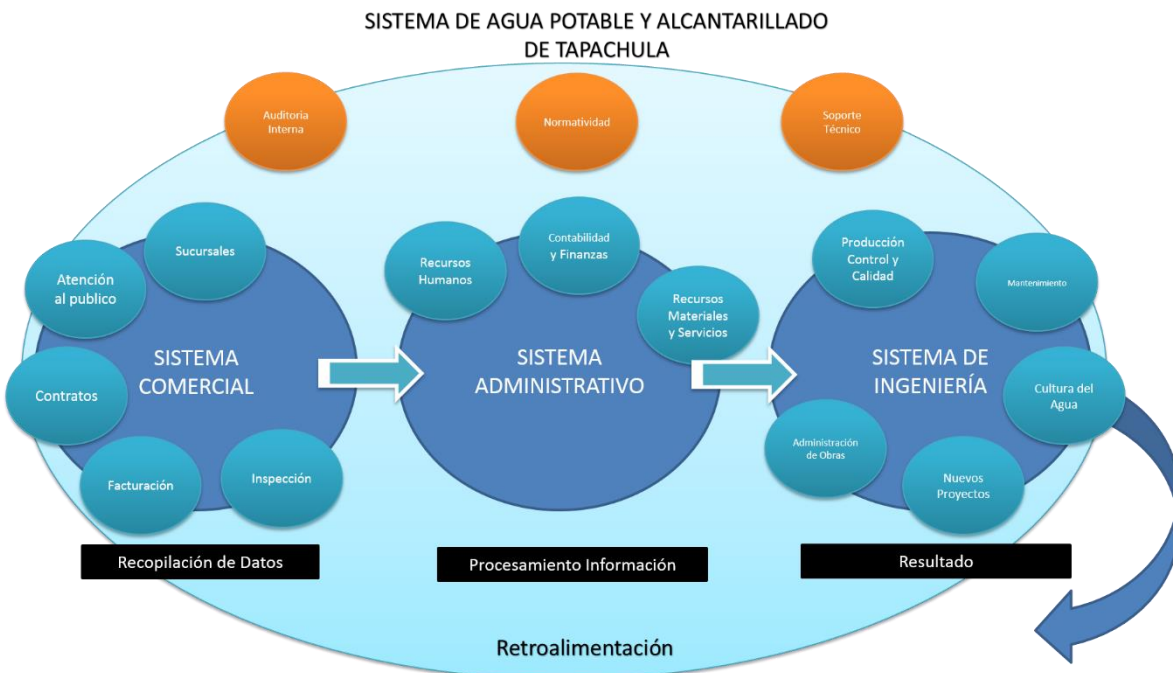 SISTEMA DE AGUA POTABLE Y ALCANTARILLADO
DE TAPACHULA
Auditoria
Interna
Normatividad
Soporte
Técnico
Sucursales
Atención
al publico
Contratos
Facturación
Inspección
SISTEMA
COMERCIAL
Recursos
Humanos
Contabilidad
y Finanzas
Recursos
Materiales
y Servicios
SISTEMA
ADMINISTRATIVO
Producción
Control y
Calidad
Mantenimiento
Cultura del
Agua
Administración
de Obras
Nuevos
Proyectos
SISTEMA DE
INGENIERÍA
Recopilación de Datos
Procesamiento Información
Resultado
Retroalimentación